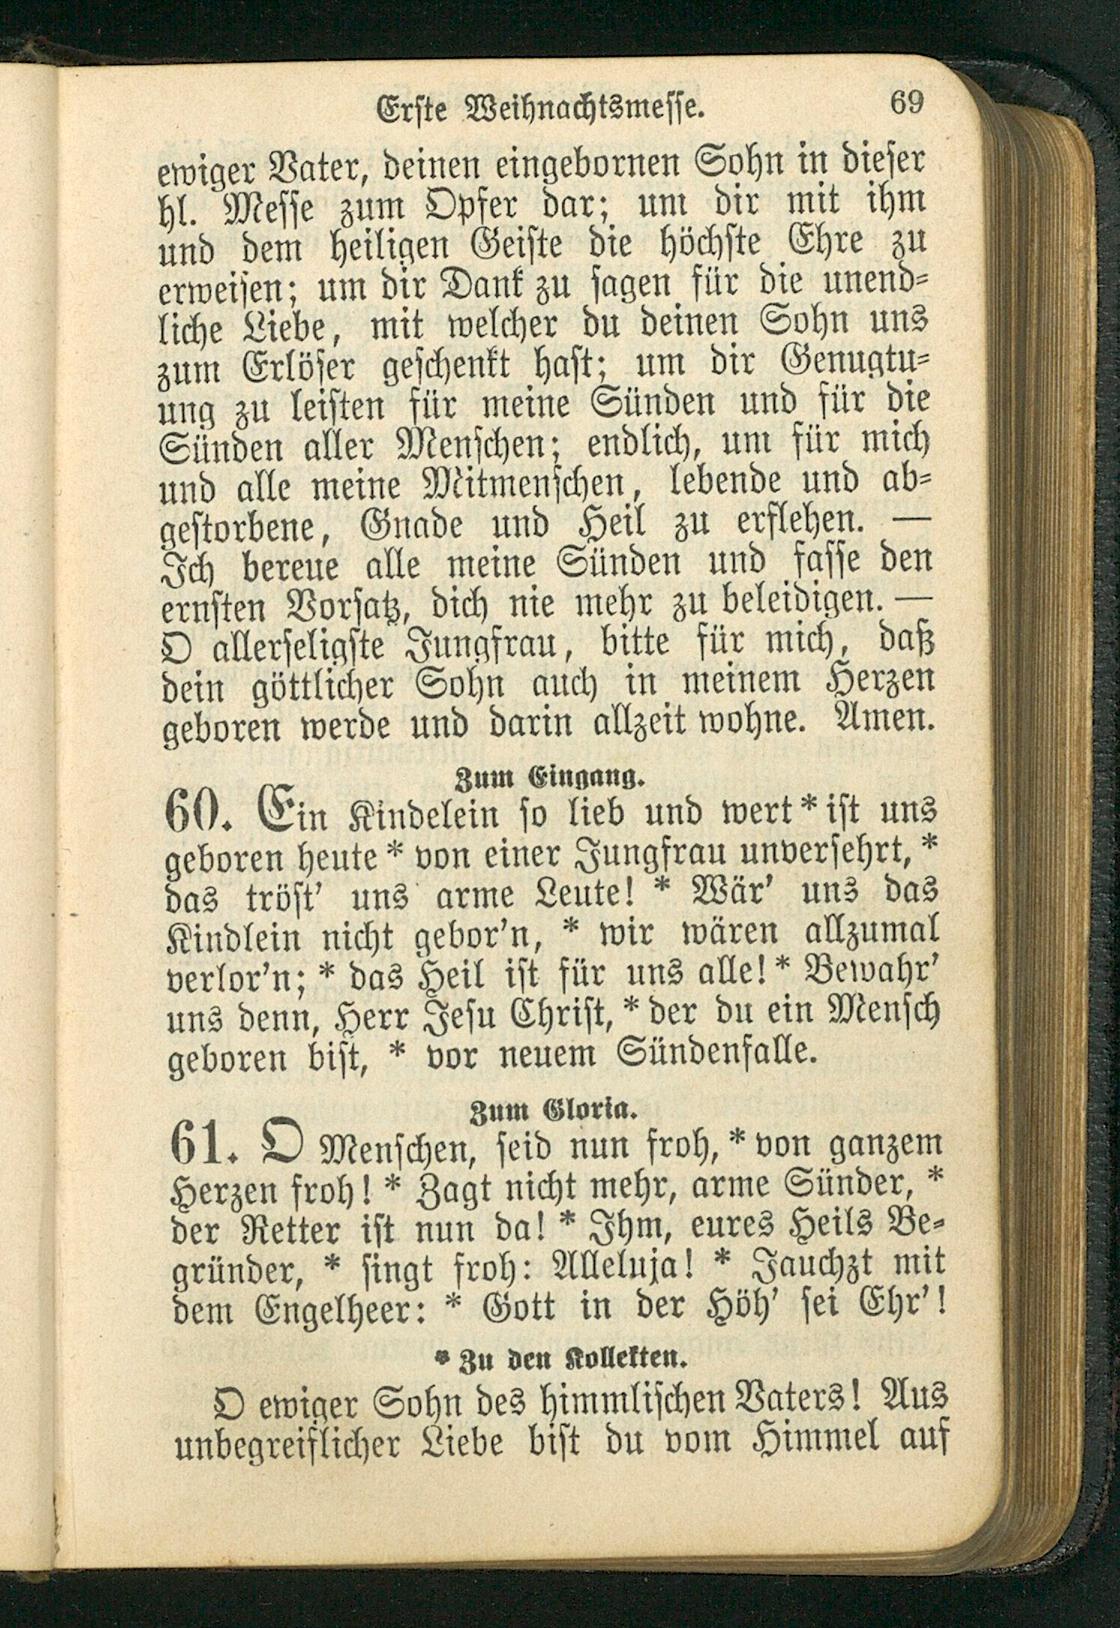 Erste Weihnachtsmesse. 69
ewiger Vater, deinen eingebornen Sohn in dieser
hl. Messe zum Opfer dar; um dir mit ihm
und dem heiligen Geiste die höchste Ehre zu
erweisen; um dir Dank zu sagen für die unend-
liche Liebe, mit welcher du deinen Sohn uns
zum Erlöser geschenkt hast; um dir Genugtu-
ung zu leisten für meine Sünden und für die
Sünden aller Menschen; endlich, um für mich
und alle meine Mitmenschen, lebende und ab-
gestorbene, Gnade und Heil zu erflehen. —
Ich bereue alle meine Sünden und fasse den
ernsten Vorsatz, dich nie mehr zu beleidigen. —
O allerseligste Jungfrau, bitte für mich, daß
dein göttlicher Sohn auch in meinem Herzen
geboren werde und darin allzeit wohne. Amen.
Zum Eingang.
60. Ein Kindelein so lieb und wert * ist uns
geboren heute * von einer Jungfrau unversehrt, *
das tröst' uns arme Leute! * Wär' uns das
Kindlein nicht gebor'n, * wir wären allzumal
verlor'n; * das Heil ist für uns alle! * Bewahr'
uns denn, Herr Jesu Christ, * der du ein Mensch
geboren bist, * vor neuem Sündenfalle.
Zum Gloria.
61. O Menschen, seid nun froh, * von ganzem
Herzen froh! * Zagt nicht mehr, arme Sünder, *
der Retter ist nun da! * Ihm, eures Heils Be-
gründer, * singt froh: Alleluja! * Jauchzt mit
dem Engelheer: * Gott in der Höh' sei Ehr'!
* Zu den Kollekten.
O ewiger Sohn des himmlischen Vaters! Aus
unbegreiflicher Liebe bist du vom Himmel auf